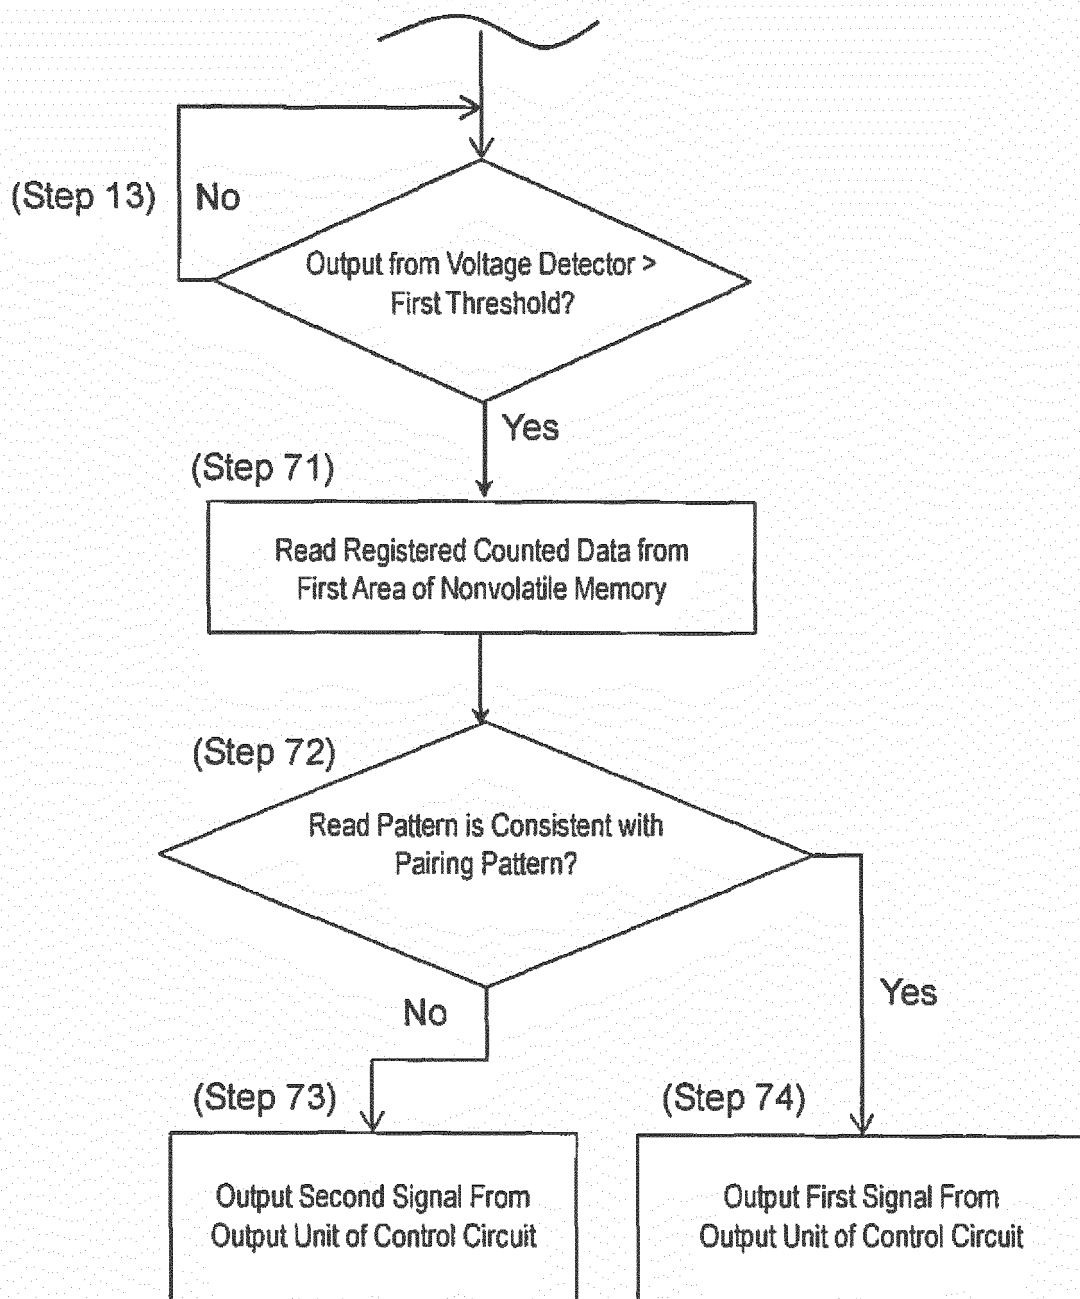 (Step 13)
No
Output from Voltage Detector >
First Threshold?
Yes
(Step 71)
Read Registered Counted Data from
First Area of Nonvolatile Memory
(Step 72)
Read Pattern is Consistent with
Pairing Pattern?
No
Yes
(Step 73)
(Step 74)
Output Second Signal From
Output Unit of Control Circuit
Output First Signal From
Output Unit of Control Circuit